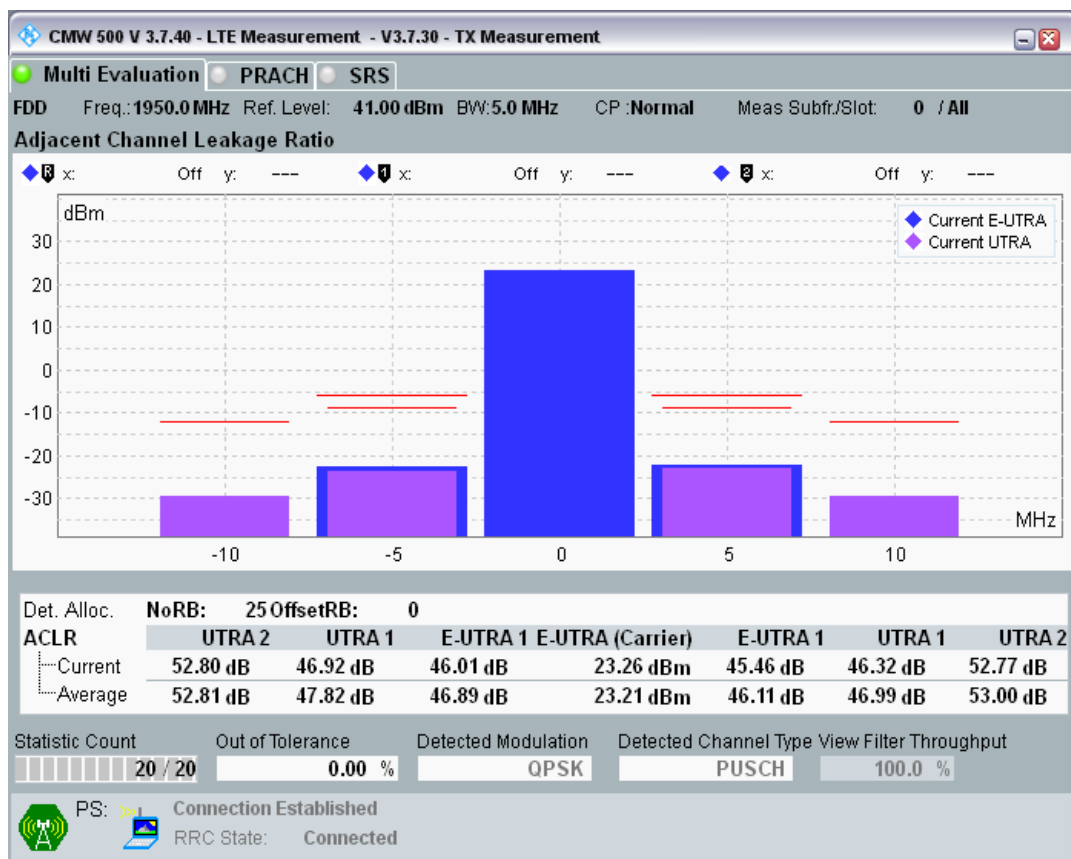 CMW 500 V 3.7.40 - LTE Measurement - V3.7.30 - TX Measurement
Multi Evaluation PRACH SRS
FDD Freq.: 1950.0 MHz Ref. Level: 41.00 dBm BW: 5.0 MHz CP : Normal Meas Subfr./Slot: 0 / All
Adjacent Channel Leakage Ratio
R x: Off y: --- 1 x: Off y: --- 2 x: Off y: ---
dBm
Current E-UTRA
Current UTRA
30
20
10
0
-10
-20
-30
MHz
-10 -5 0 5 10
Det. Alloc. NoRB: 25 OffsetRB: 0
ACLR UTRA 2 UTRA 1 E-UTRA 1 E-UTRA (Carrier) E-UTRA 1 UTRA 1 UTRA 2
Current 52.80 dB 46.92 dB 46.01 dB 23.26 dBm 45.46 dB 46.32 dB 52.77 dB
Average 52.81 dB 47.82 dB 46.89 dB 23.21 dBm 46.11 dB 46.99 dB 53.00 dB
Statistic Count Out of Tolerance Detected Modulation Detected Channel Type View Filter Throughput
20 / 20 0.00 % QPSK PUSCH 100.0 %
PS: Connection Established
RRC State: Connected